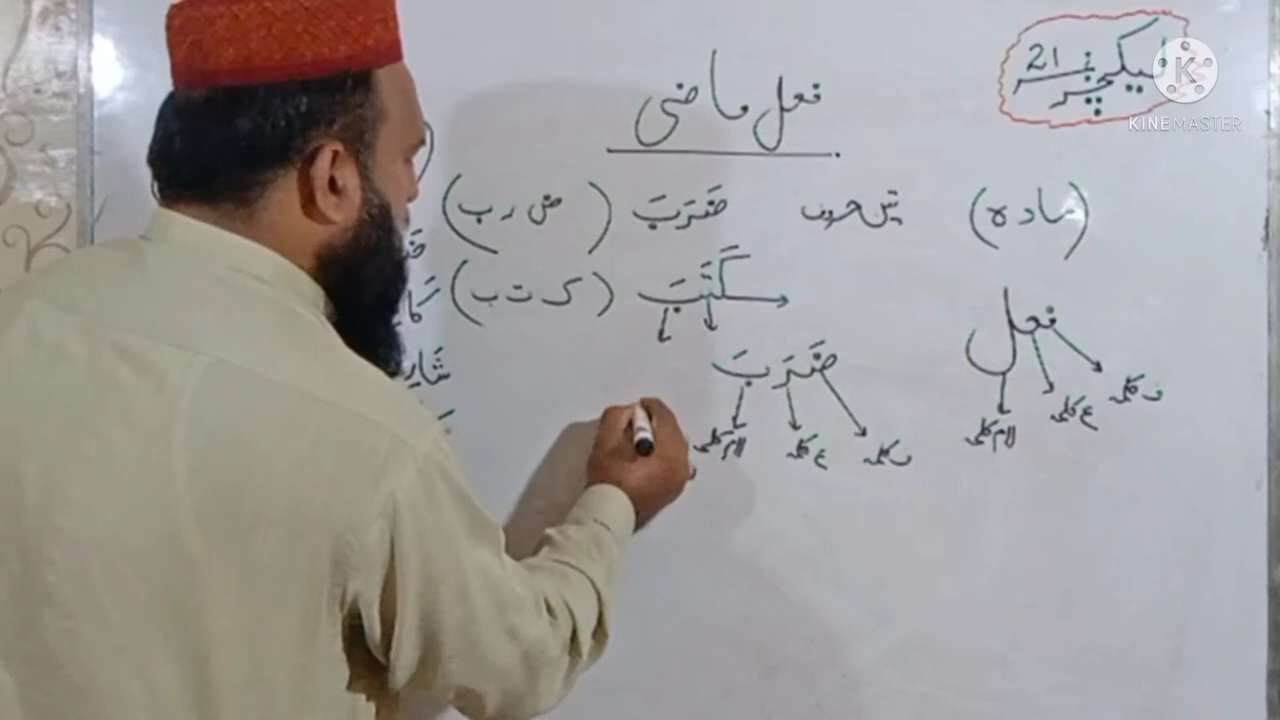 لیکچر نمبر 21
فعل ماضی
(مادہ) تین حروف ضَرَبَ (ض ر ب)
کَتَبَ (ک ت ب)
فعل
ف کلمہ
ع کلمہ
لام کلمہ
ضَرَبَ
ف کلمہ
ع کلمہ
لام کلمہ
KINEMASTER